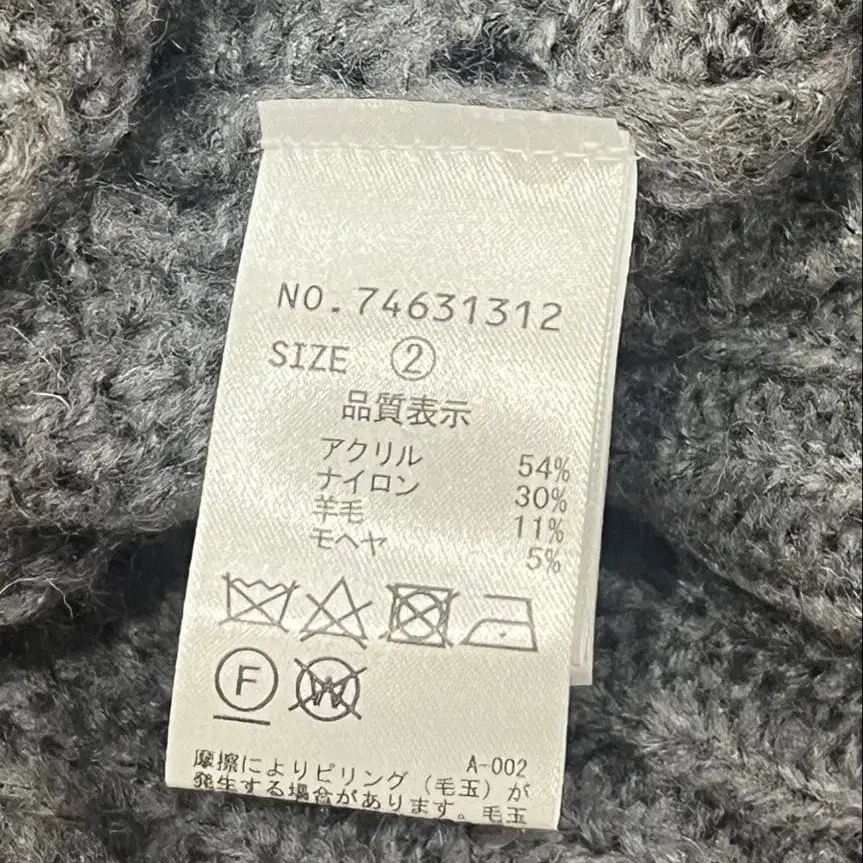 NO.74631312
SIZE ②
品質表示
アクリル 54%
ナイロン 30%
羊毛 11%
モヘヤ 5%
F W
A-002
摩擦によりピリング(毛玉)が
発生する場合があります。毛玉